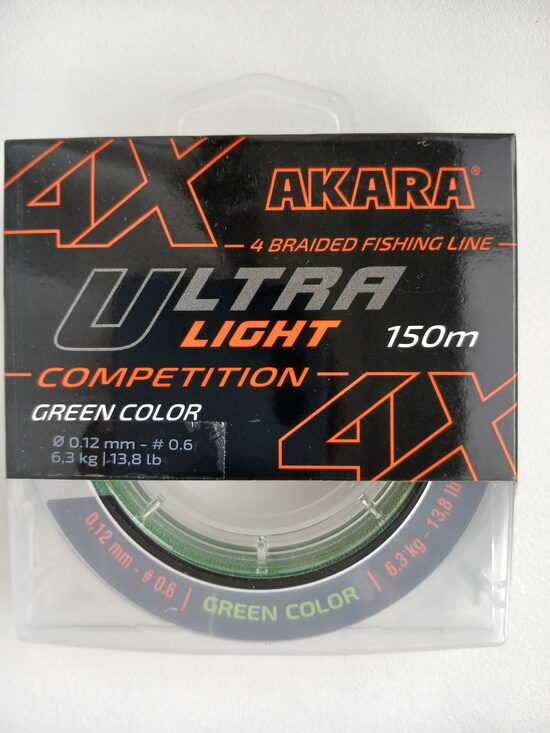 4X
AKARA®
4 BRAIDED FISHING LINE
ULTRA
LIGHT
150m
COMPETITION
4X
GREEN COLOR
Ø 0.12 mm - # 0.6
6,3 kg | 13,8 lb
0,12 mm - # 0.6 | GREEN COLOR | 6,3 kg - 13,8 lb